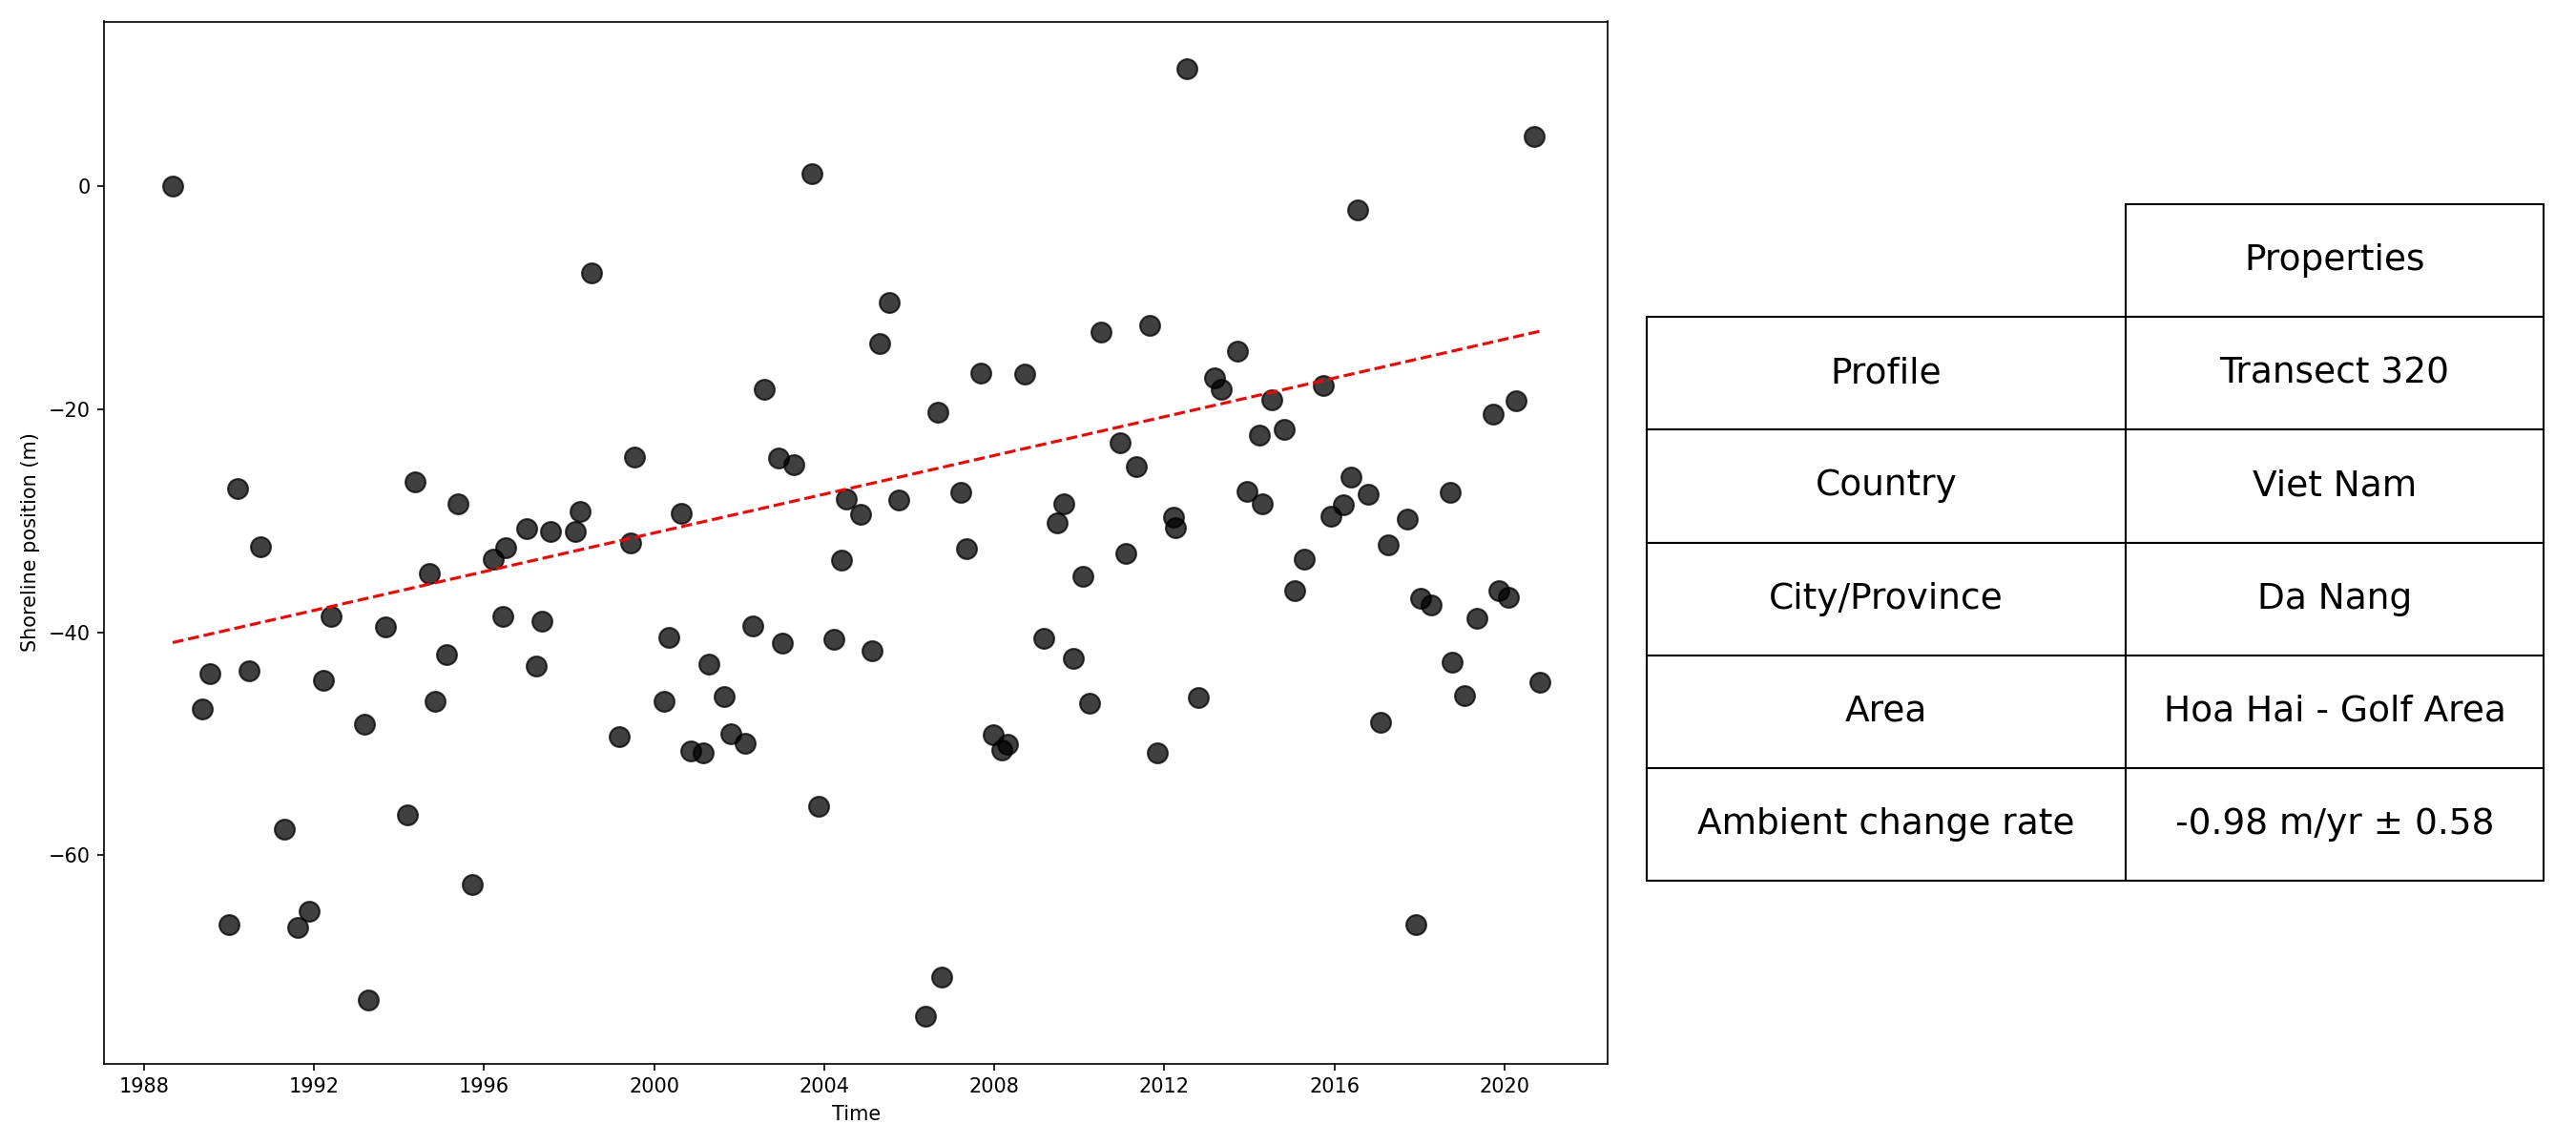 0
−20
−40
−60
Shoreline position (m)
1988 1992 1996 2000 2004 2008 2012 2016 2020
Time
Properties
Profile Transect 320
Country Viet Nam
City/Province Da Nang
Area Hoa Hai - Golf Area
Ambient change rate -0.98 m/yr ± 0.58